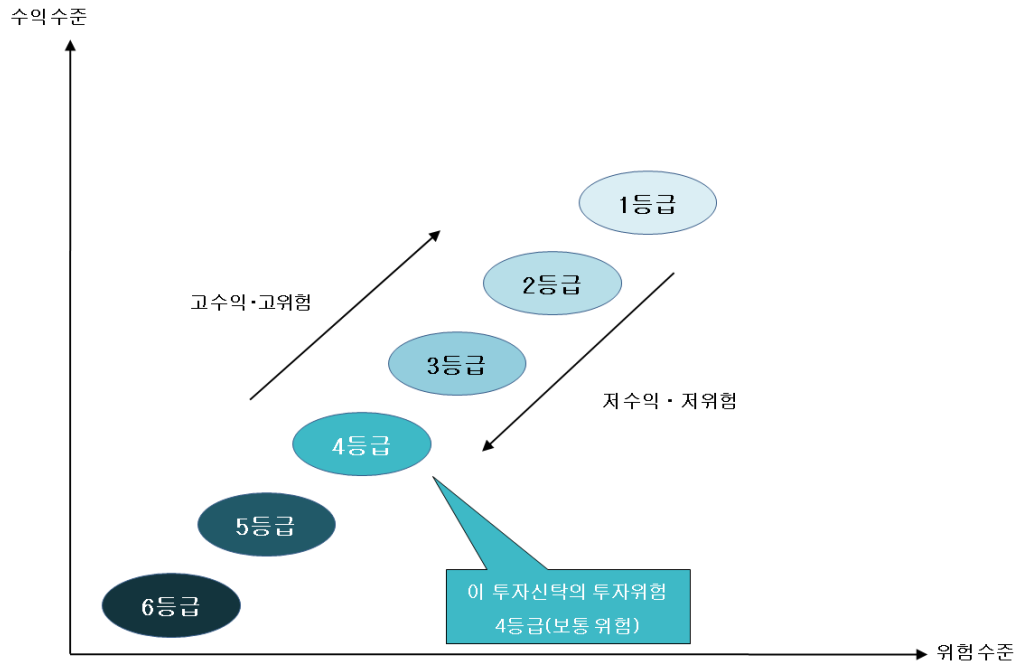 수익수준
1등급
2등급
고수익·고위험
3등급
저수익 · 저위험
4등급
5등급
이 투자신탁의 투자위험
4등급(보통 위험)
6등급
위험수준